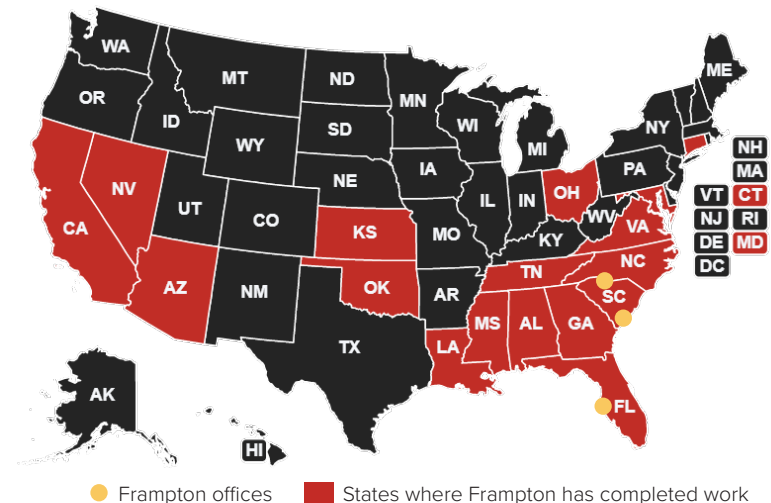 WA
MT
ND
MN
ME
OR
ID
SD
WI
NY
WY
MI
NH
IA
PA
MA
NE
NV
OH
VT
CT
IL
IN
UT
WV
NJ
RI
CO
CA
KS
MO
KY
VA
DE
MD
NC
DC
TN
AZ
OK
NM
AR
SC
MS
AL
GA
TX
LA
AK
FL
HI
Frampton offices
States where Frampton has completed work